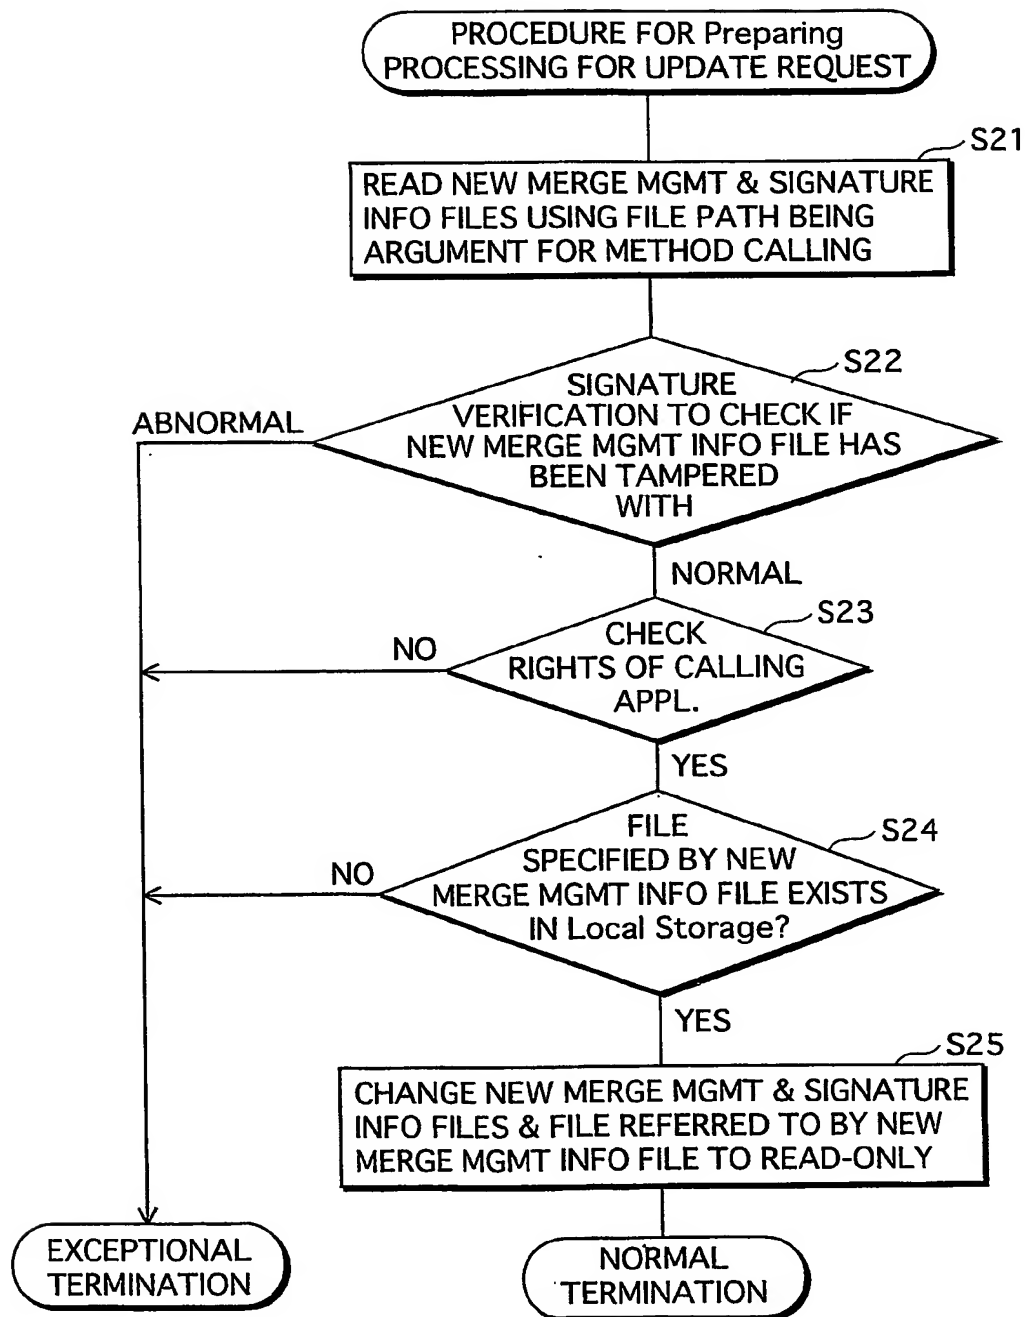 PROCEDURE FOR Preparing
PROCESSING FOR UPDATE REQUEST
S21
READ NEW MERGE MGMT & SIGNATURE
INFO FILES USING FILE PATH BEING
ARGUMENT FOR METHOD CALLING
S22
SIGNATURE
VERIFICATION TO CHECK IF
NEW MERGE MGMT INFO FILE HAS
BEEN TAMPERED
WITH
ABNORMAL
NORMAL
S23
CHECK
RIGHTS OF CALLING
APPL.
NO
YES
S24
FILE
SPECIFIED BY NEW
MERGE MGMT INFO FILE EXISTS
IN Local Storage?
NO
YES
S25
CHANGE NEW MERGE MGMT & SIGNATURE
INFO FILES & FILE REFERRED TO BY NEW
MERGE MGMT INFO FILE TO READ-ONLY
EXCEPTIONAL
TERMINATION
NORMAL
TERMINATION